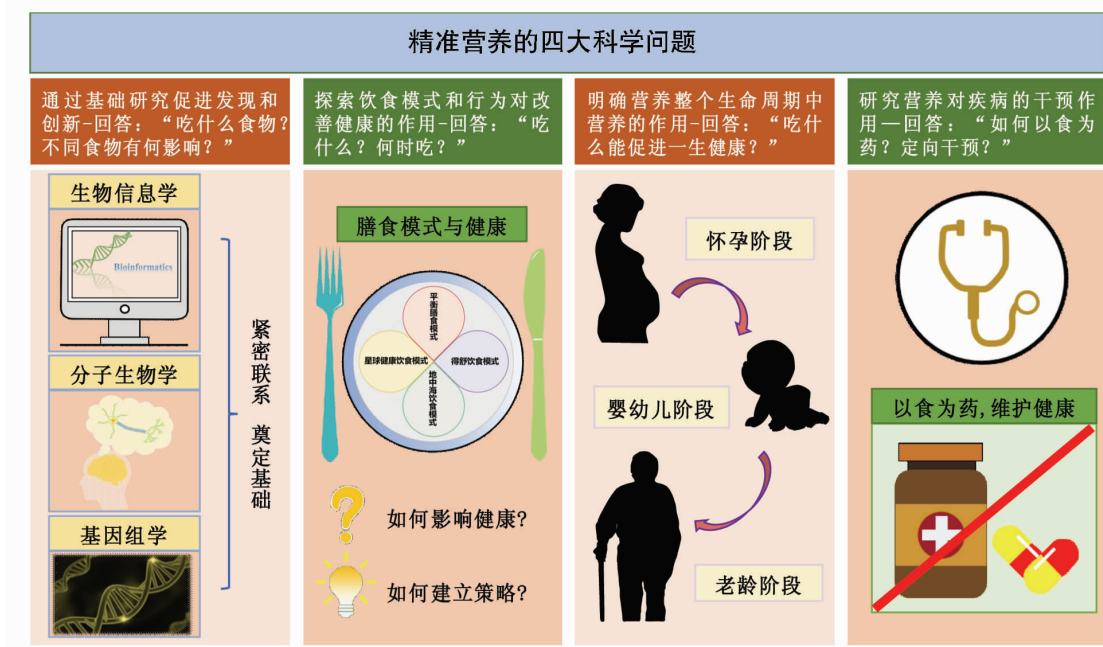 精准营养的四大科学问题
通过基础研究促进发现和
创新-回答：“吃什么食物？
不同食物有何影响？”
生物信息学
Bioinformatics
分子生物学
基因组学
紧密联系 奠定基础
探索饮食模式和行为对改
善健康的作用-回答：“吃
什么？何时吃？”
膳食模式与健康
平衡膳食模式
星球健康饮食模式
得舒饮食模式
地中海饮食模式
如何影响健康?
如何建立策略?
明确营养整个生命周期中
营养的作用-回答：“吃什
么能促进一生健康？”
怀孕阶段
婴幼儿阶段
老龄阶段
研究营养对疾病的干预作
用—回答：“如何以食为
药？定向干预？”
以食为药,维护健康